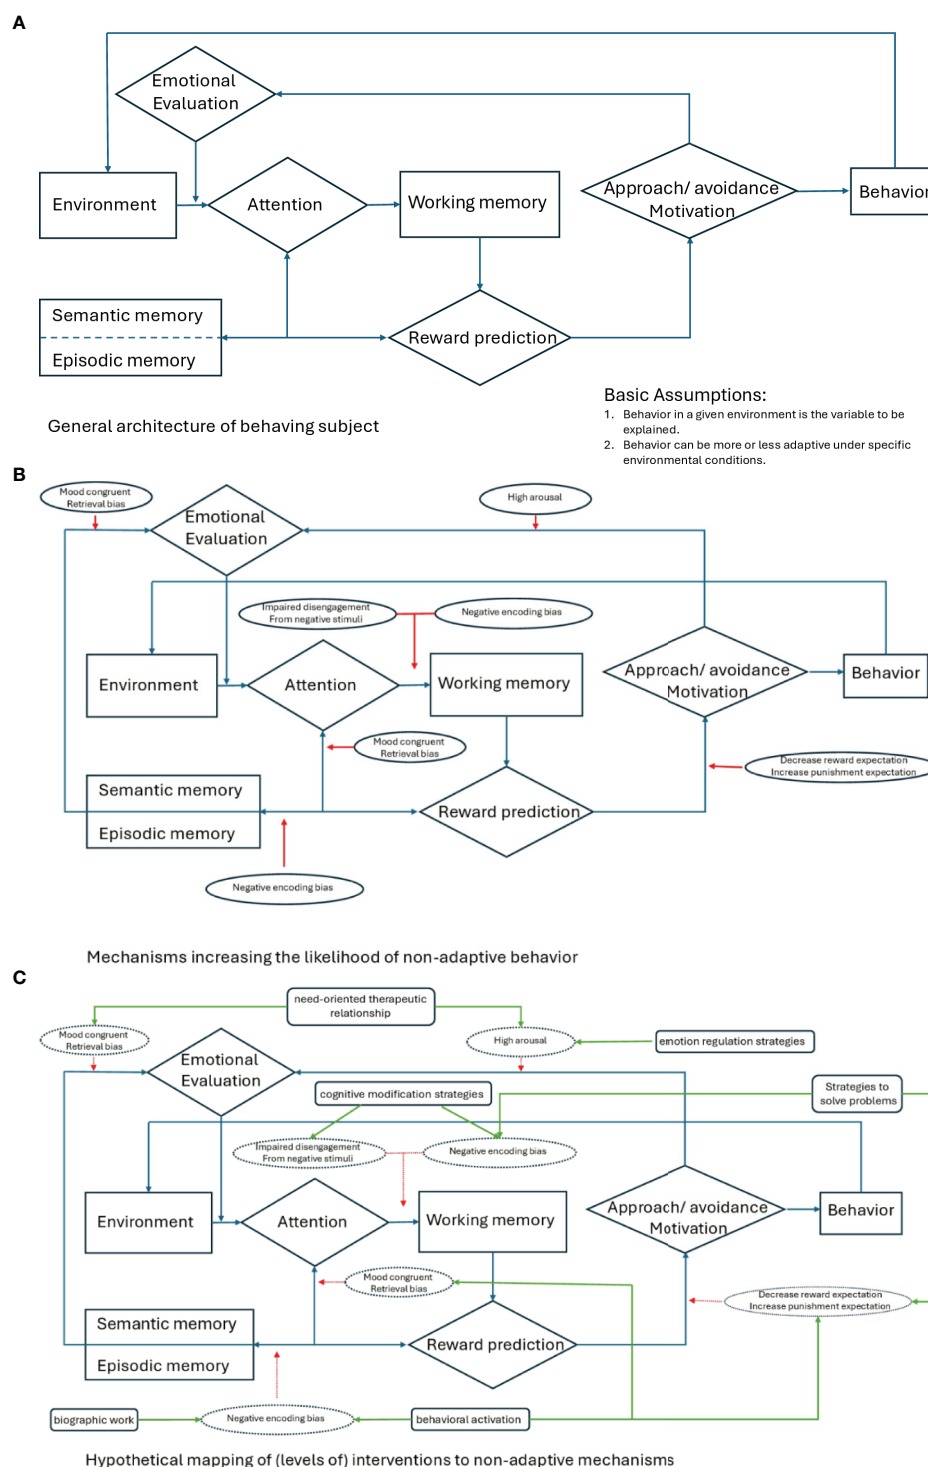 A
Emotional
Evaluation
Environment
Attention
Working memory
Approach/ avoidance
Motivation
Behavior
Semantic memory
Episodic memory
Reward prediction
Basic Assumptions:
1. Behavior in a given environment is the variable to be
explained.
2. Behavior can be more or less adaptive under specific
environmental conditions.
General architecture of behaving subject
B
Mood congruent
Retrieval bias
Emotional
Evaluation
High arousal
Impaired disengagement
From negative stimuli
Negative encoding bias
Environment
Attention
Working memory
Approach/ avoidance
Motivation
Behavior
Mood congruent
Retrieval bias
Decrease reward expectation
Increase punishment expectation
Semantic memory
Episodic memory
Reward prediction
Negative encoding bias
Mechanisms increasing the likelihood of non-adaptive behavior
C
need-oriented therapeutic
relationship
Mood congruent
Retrieval bias
Emotional
Evaluation
High arousal
emotion regulation strategies
cognitive modification strategies
Strategies to
solve problems
Impaired disengagement
From negative stimuli
Negative encoding bias
Environment
Attention
Working memory
Approach/ avoidance
Motivation
Behavior
Mood congruent
Retrieval bias
Decrease reward expectation
Increase punishment expectation
Semantic memory
Episodic memory
Reward prediction
biographic work
Negative encoding bias
behavioral activation
Hypothetical mapping of (levels of) interventions to non-adaptive mechanisms